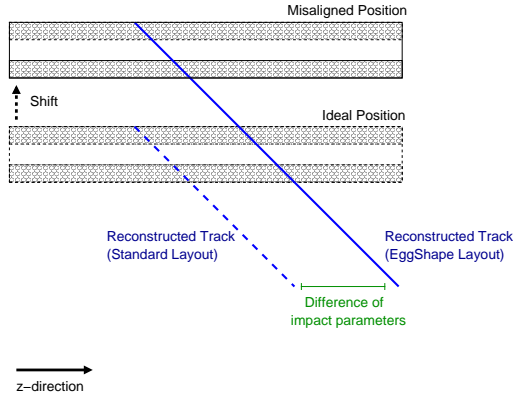 Misaligned Position
Shift
Ideal Position
Reconstructed Track
(Standard Layout)
Reconstructed Track
(EggShape Layout)
Difference of
impact parameters
z−direction